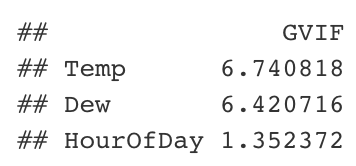 ##                GVIF
## Temp      6.740818
## Dew       6.420716
## HourOfDay 1.352372